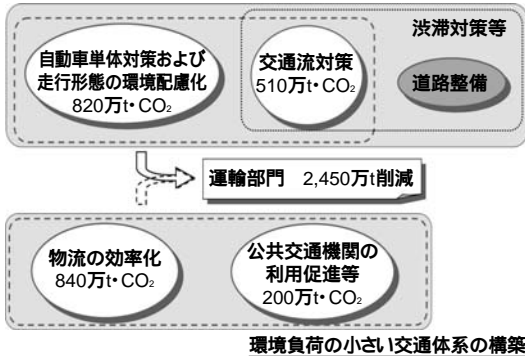 渋滞対策等
自動車単体対策および
走行形態の環境配慮化
820万t・CO₂
交通流対策
510万t・CO₂
道路整備
運輸部門　2,450万t削減
物流の効率化
840万t・CO₂
公共交通機関の
利用促進等
200万t・CO₂
環境負荷の小さい交通体系の構築